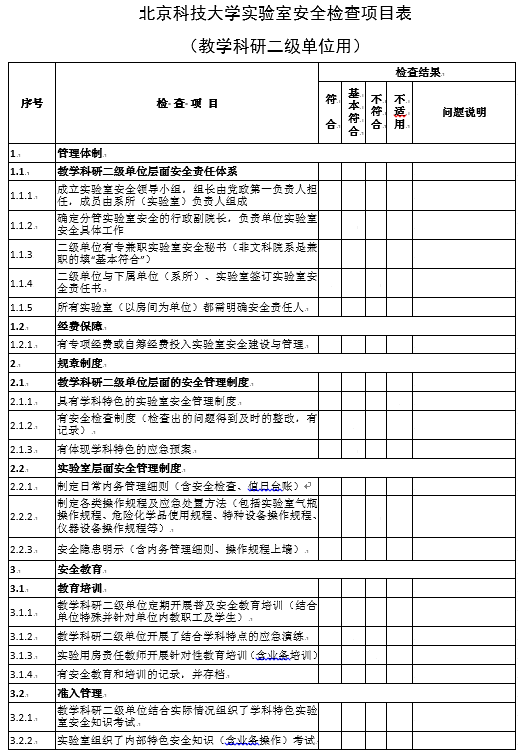 北京科技大学实验室安全检查项目表
（教学科研二级单位用）
序号 检 查 项 目 检查结果
符合 基本符合 不符合 不适用 问题说明
1 管理体制
1.1 教学科研二级单位层面安全责任体系
1.1.1 成立实验室安全领导小组，组长由党政第一负责人担
任，成员由系所（实验室）负责人组成
1.1.2 确定分管实验室安全的行政副院长，负责单位实验室
安全具体工作
1.1.3 二级单位有专兼职实验室安全秘书（非文科院系是兼
职的填“基本符合”）
1.1.4 二级单位与下属单位（系所）、实验室签订实验室安
全责任书
1.1.5 所有实验室（以房间为单位）都需明确安全责任人
1.2 经费保障
1.2.1 有专项经费或自筹经费投入实验室安全建设与管理
2 规章制度
2.1 教学科研二级单位层面的安全管理制度
2.1.1 具有学科特色的实验室安全管理制度
2.1.2 有安全检查制度（检查出的问题得到及时的整改，有
记录）
2.1.3 有体现学科特色的应急预案
2.2 实验室层面安全管理制度
2.2.1 制定日常内务管理细则（含安全检查、值日台账）
2.2.2 制定各类操作规程及应急处置方法（包括实验室气瓶
操作规程、危险化学品使用规程、特种设备操作规程、
仪器设备操作规程等）
2.2.3 安全隐患明示（含内务管理细则、操作规程上墙）
3 安全教育
3.1 教育培训
3.1.1 教学科研二级单位定期开展普及安全教育培训（结合
单位特殊并针对单位内教职工及学生）
3.1.2 教学科研二级单位开展了结合学科特点的应急演练
3.1.3 实验用房责任教师开展针对性教育培训（含业务培训）
3.1.4 有安全教育和培训的记录，并存档
3.2 准入管理
3.2.1 教学科研二级单位结合实际情况组织了学科特色实验
室安全知识考试
3.2.2 实验室组织了内部特色安全知识（含业务操作）考试